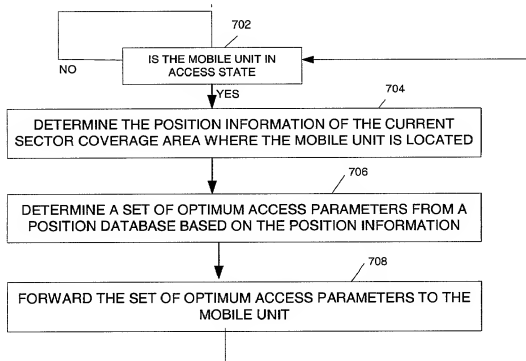 702
IS THE MOBILE UNIT IN
ACCESS STATE
NO
YES
704
DETERMINE THE POSITION INFORMATION OF THE CURRENT
SECTOR COVERAGE AREA WHERE THE MOBILE UNIT IS LOCATED
706
DETERMINE A SET OF OPTIMUM ACCESS PARAMETERS FROM A
POSITION DATABASE BASED ON THE POSITION INFORMATION
708
FORWARD THE SET OF OPTIMUM ACCESS PARAMETERS TO THE
MOBILE UNIT